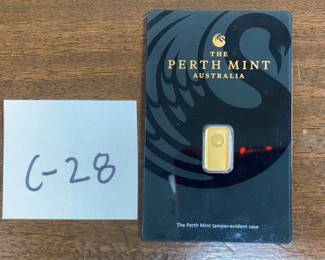 THE
PERTH MINT
AUSTRALIA
C-28
The Perth Mint tamper-evident case